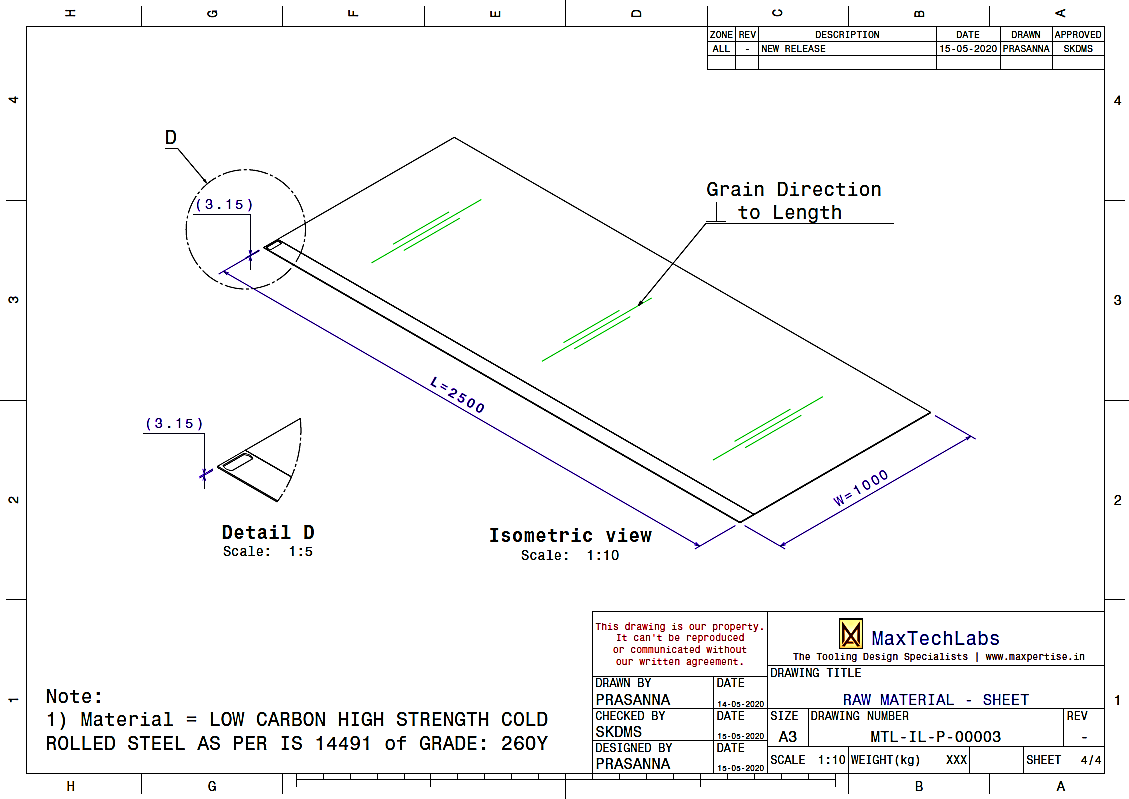 H G F E D C B A
ZONE REV DESCRIPTION DATE DRAWN APPROVED
ALL - NEW RELEASE 15-05-2020 PRASANNA SKDMS
4 4
D
(3.15)
Grain Direction
⊥ to Length
3 3
L=2500
(3.15)
W=1000
2 2
Detail D
Scale: 1:5
Isometric view
Scale: 1:10
This drawing is our property.
It can't be reproduced
or communicated without
our written agreement.
MaxTechLabs
The Tooling Design Specialists | www.maxpertise.in
DRAWING TITLE
RAW MATERIAL - SHEET
DRAWN BY DATE
PRASANNA 14-05-2020
CHECKED BY DATE
SKDMS 15-05-2020
DESIGNED BY DATE
PRASANNA 15-05-2020
SIZE DRAWING NUMBER REV
A3 MTL-IL-P-00003 -
SCALE 1:10 WEIGHT(kg) XXX SHEET 4/4
1 1
Note:
1) Material = LOW CARBON HIGH STRENGTH COLD
ROLLED STEEL AS PER IS 14491 of GRADE: 260Y
H G B A